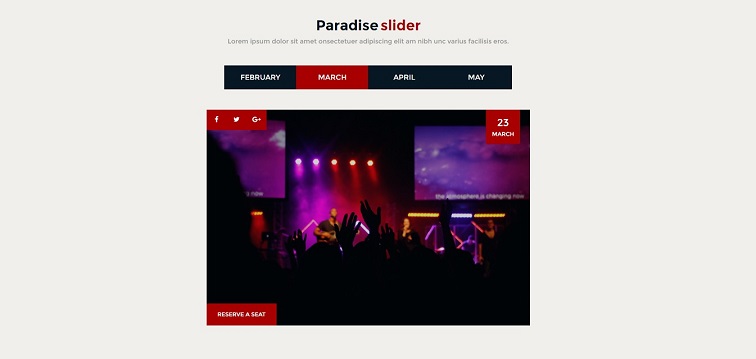 Paradise slider
Lorem ipsum dolor sit amet onsectetuer adipiscing elit am nibh unc varius facilisis eros.
FEBRUARY MARCH APRIL MAY
G+
23
MARCH
now
the atmosphere is changing now
RESERVE A SEAT